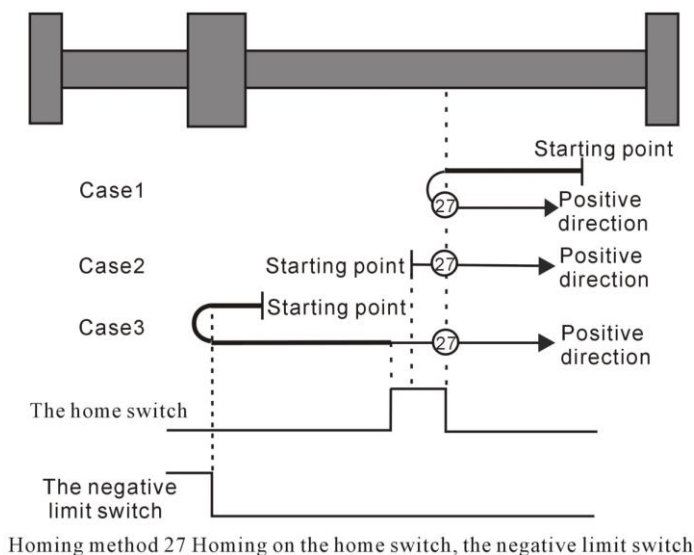 Starting point
Case1
27
Positive
direction
Case2
Starting point
27
Positive
direction
Starting point
Case3
27
Positive
direction
The home switch
The negative
limit switch
Homing method 27 Homing on the home switch, the negative limit switch